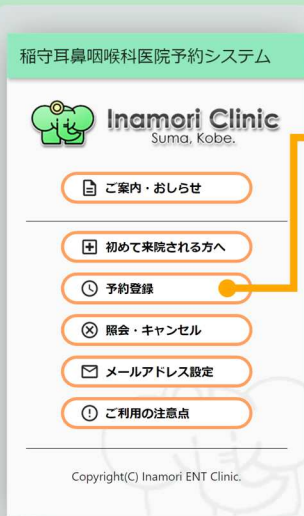 稲守耳鼻咽喉科医院予約システム
Inamori Clinic
Suma, Kobe.
ご案内・おしらせ
初めて来院される方へ
予約登録
照会・キャンセル
メールアドレス設定
ご利用の注意点
Copyright(C) Inamori ENT Clinic.